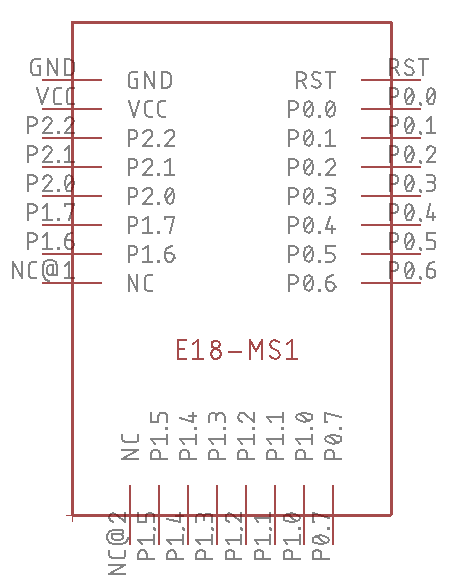 GND RST
GND RST
VCC P0.0
VCC P0.0
P2.2 P0.1
P2.2 P0.1
P2.1 P0.2
P2.1 P0.2
P2.0 P0.3
P2.0 P0.3
P1.7 P0.4
P1.7 P0.4
P1.6 P0.5
P1.6 P0.5
NC@1 P0.6
NC P0.6
E18-MS1
NC P1.5 P1.4 P1.3 P1.2 P1.1 P1.0 P0.7
NC@2 P1.5 P1.4 P1.3 P1.2 P1.1 P1.0 P0.7